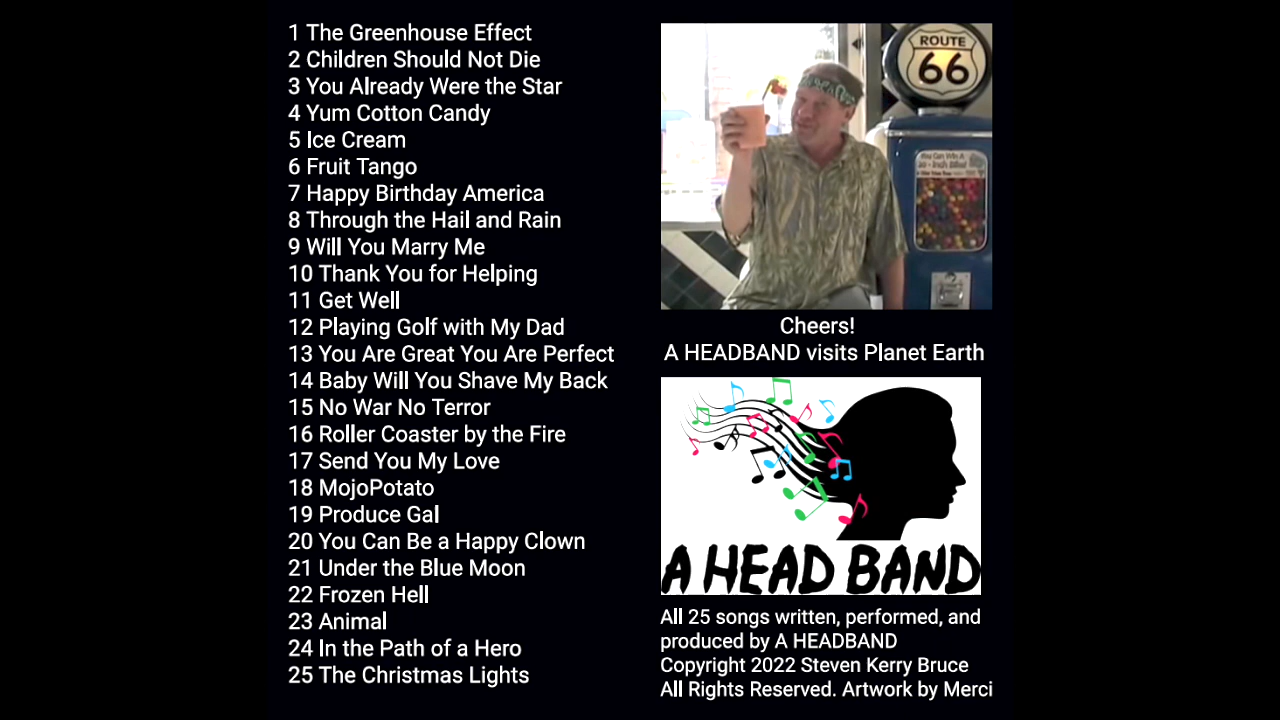 1 The Greenhouse Effect
2 Children Should Not Die
3 You Already Were the Star
4 Yum Cotton Candy
5 Ice Cream
6 Fruit Tango
7 Happy Birthday America
8 Through the Hail and Rain
9 Will You Marry Me
10 Thank You for Helping
11 Get Well
12 Playing Golf with My Dad
13 You Are Great You Are Perfect
14 Baby Will You Shave My Back
15 No War No Terror
16 Roller Coaster by the Fire
17 Send You My Love
18 MojoPotato
19 Produce Gal
20 You Can Be a Happy Clown
21 Under the Blue Moon
22 Frozen Hell
23 Animal
24 In the Path of a Hero
25 The Christmas Lights
ROUTE
66
You Can Win A
Cheers!
A HEADBAND visits Planet Earth
A HEAD BAND
All 25 songs written, performed, and
produced by A HEADBAND
Copyright 2022 Steven Kerry Bruce
All Rights Reserved. Artwork by Merci